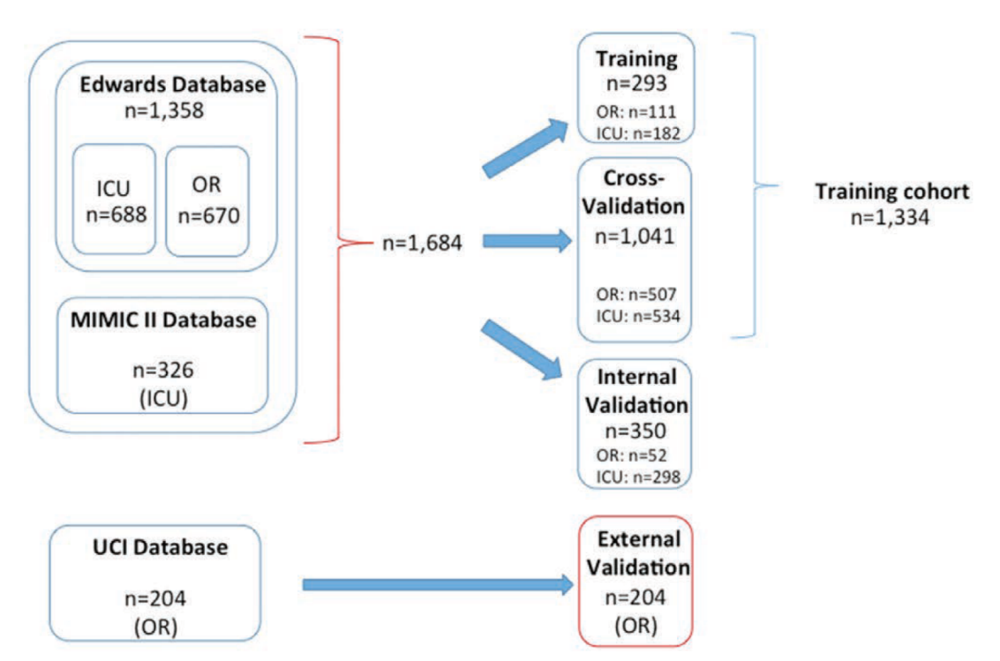 Edwards Database
n=1,358
ICU
n=688
OR
n=670
MIMIC II Database
n=326
(ICU)
n=1,684
Training
n=293
OR: n=111
ICU: n=182
Cross-
Validation
n=1,041
OR: n=507
ICU: n=534
Internal
Validation
n=350
OR: n=52
ICU: n=298
Training cohort
n=1,334
UCI Database
n=204
(OR)
External
Validation
n=204
(OR)